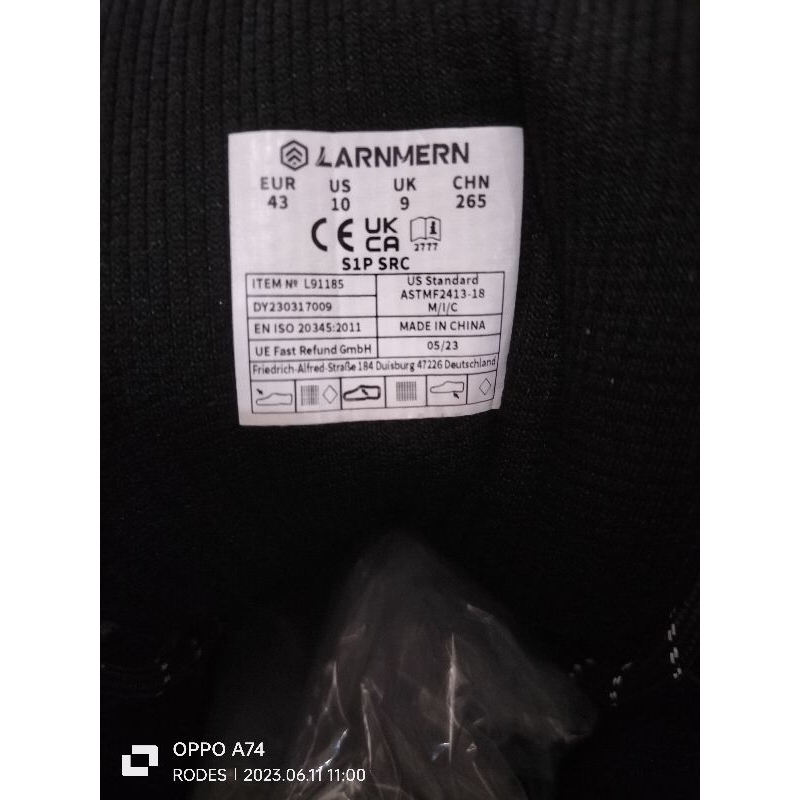 LARNMERN
EUR US UK CHN
43 10 9 265
CE UK CA
2777
S1P SRC
ITEM Nº L91185
US Standard
ASTMF2413-18
M/I/C
DY230317009
EN ISO 20345:2011
MADE IN CHINA
UE Fast Refund GmbH
05/23
Friedrich-Alfred-Straße 184 Duisburg 47226 Deutschland
OPPO A74
RODES | 2023.06.11 11:00